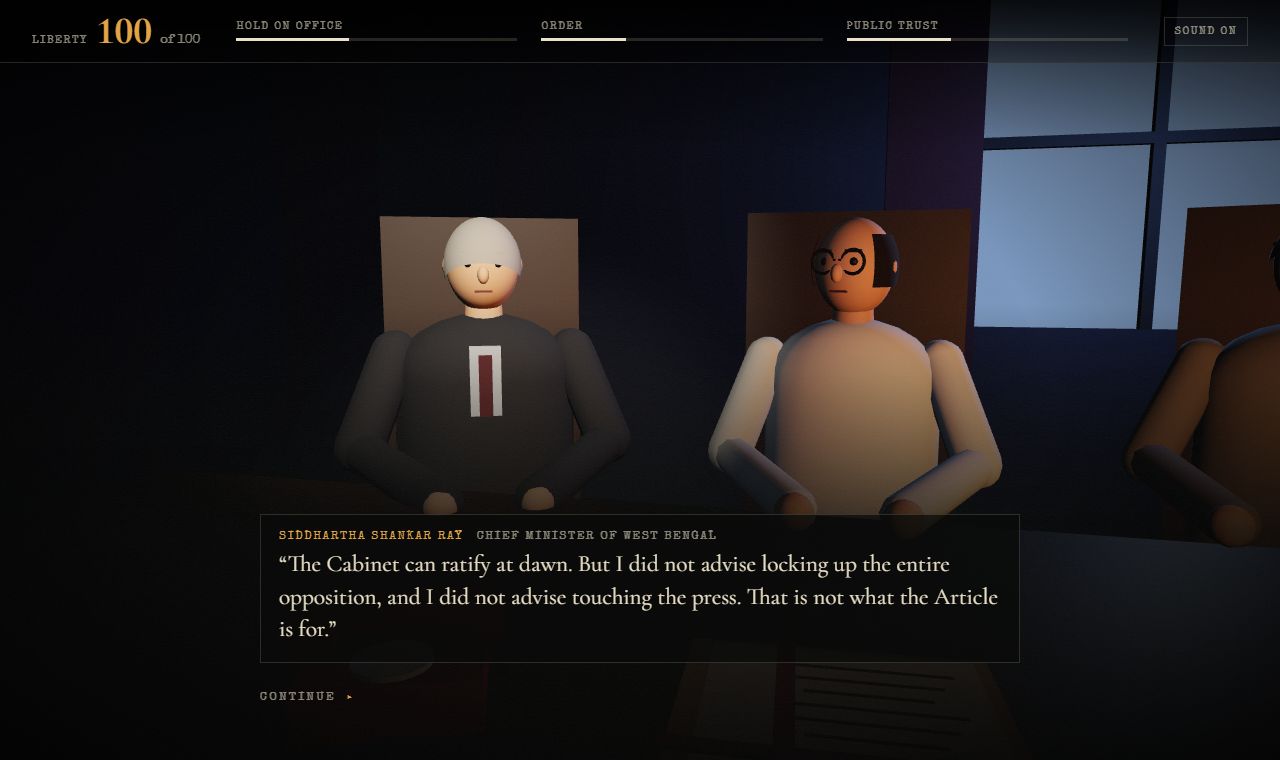 LIBERTY 100 of 100
HOLD ON OFFICE
ORDER
PUBLIC TRUST
SOUND ON
SIDDHARTHA SHANKAR RAY CHIEF MINISTER OF WEST BENGAL
“The Cabinet can ratify at dawn. But I did not advise locking up the entire
opposition, and I did not advise touching the press. That is not what the Article
is for.”
CONTINUE ▸